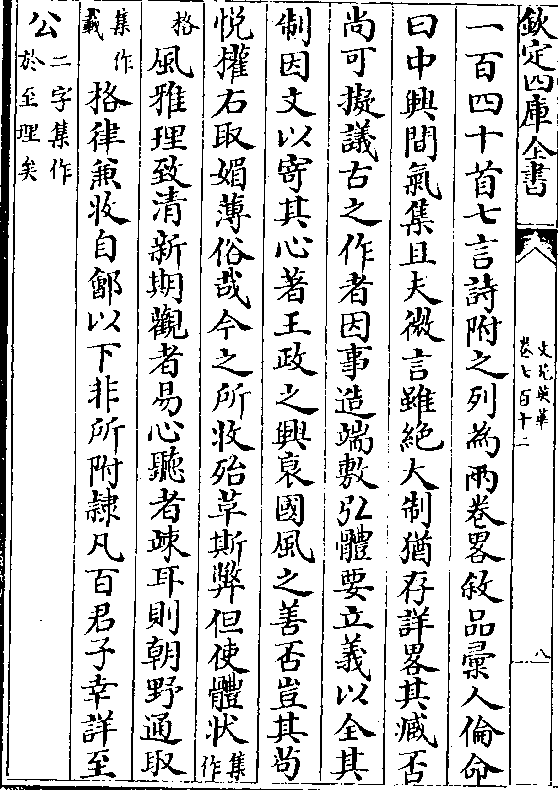 欽定四庫全書
文苑英華
卷七百十二
八
一百四十首七言詩附之列為兩卷畧敘品彚人倫命
曰中興間氣集且夫微言雖絶大制猶存詳畧其臧否
尚可擬議古之作者因事造端敷弘體要立義以全其
制因文以寄其心著王政之興衰國風之善否豈其茍
悅權右取媚薄俗哉今之所收殆革斯弊但使體狀集作
格風雅理致清新期觀者易心聽者竦耳則朝野通取
集作
載格律兼收自鄶以下非所附隷凡百君子幸詳至
公二字集作
於至理矣